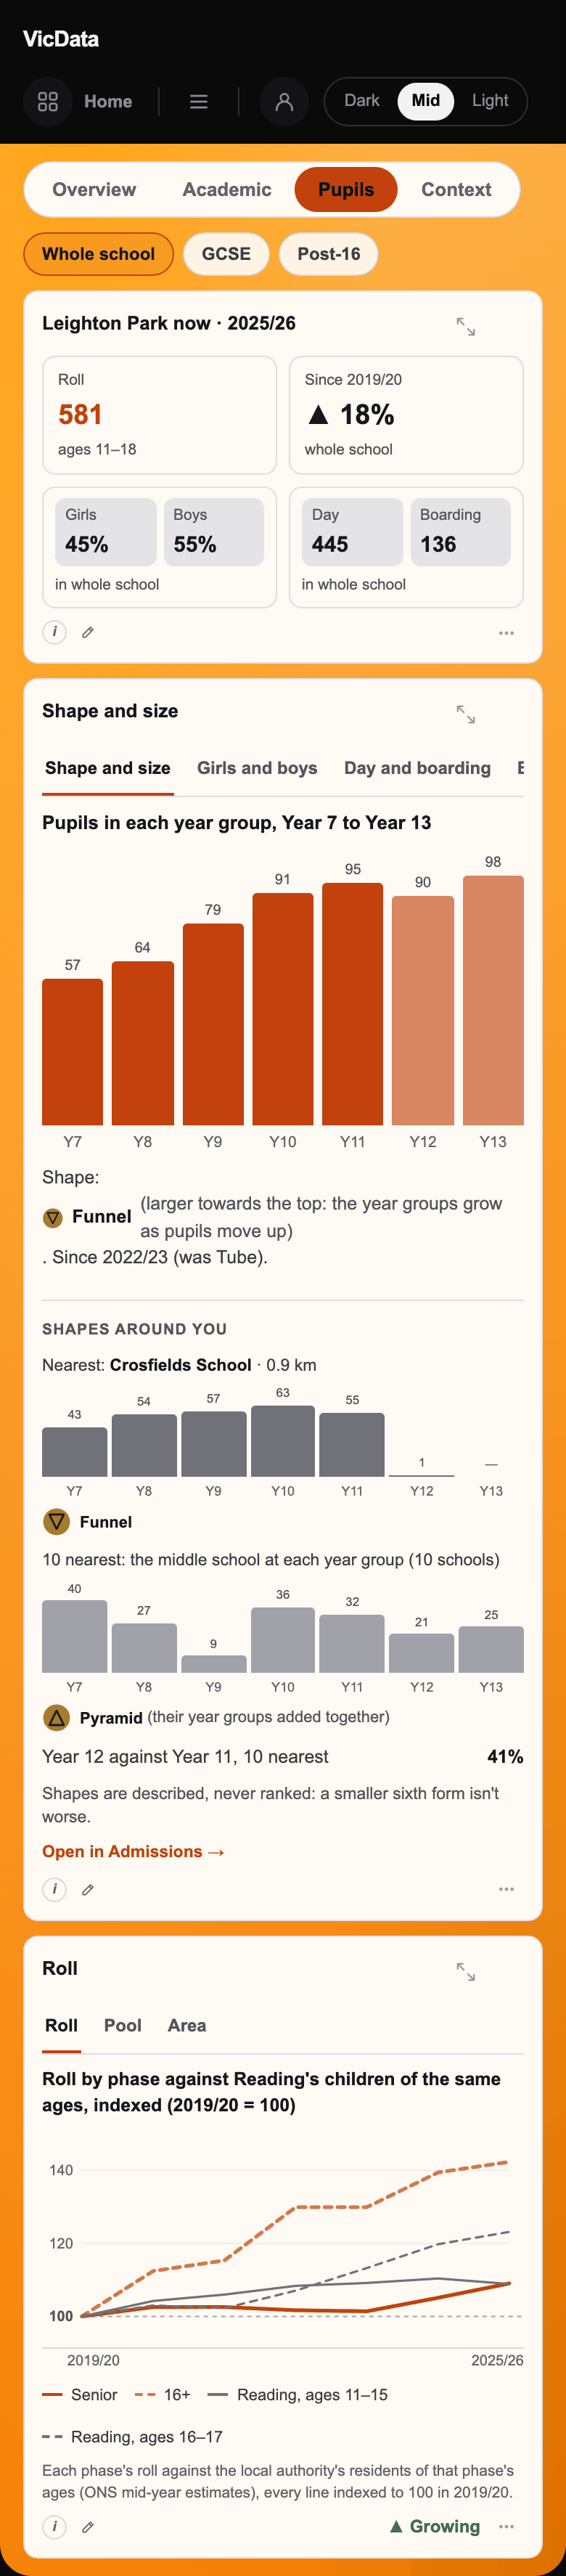 VicData
Home
Dark Mid Light
Overview Academic Pupils Context
Whole school GCSE Post-16
Leighton Park now · 2025/26
Roll
581
ages 11–18
Since 2019/20
▲ 18%
whole school
Girls
45%
Boys
55%
in whole school
Day
445
Boarding
136
in whole school
i
Shape and size
Shape and size Girls and boys Day and boarding
Pupils in each year group, Year 7 to Year 13
57 64 79 91 95 90 98
Y7 Y8 Y9 Y10 Y11 Y12 Y13
Shape:
Funnel (larger towards the top: the year groups grow
as pupils move up)
. Since 2022/23 (was Tube).
SHAPES AROUND YOU
Nearest: Crosfields School · 0.9 km
43 54 57 63 55 1 —
Y7 Y8 Y9 Y10 Y11 Y12 Y13
Funnel
10 nearest: the middle school at each year group (10 schools)
40 27 9 36 32 21 25
Y7 Y8 Y9 Y10 Y11 Y12 Y13
Pyramid (their year groups added together)
Year 12 against Year 11, 10 nearest 41%
Shapes are described, never ranked: a smaller sixth form isn't
worse.
Open in Admissions →
i
Roll
Roll Pool Area
Roll by phase against Reading's children of the same
ages, indexed (2019/20 = 100)
140
120
100
2019/20 2025/26
Senior 16+ Reading, ages 11–15
Reading, ages 16–17
Each phase's roll against the local authority's residents of that phase's
ages (ONS mid-year estimates), every line indexed to 100 in 2019/20.
i
▲ Growing